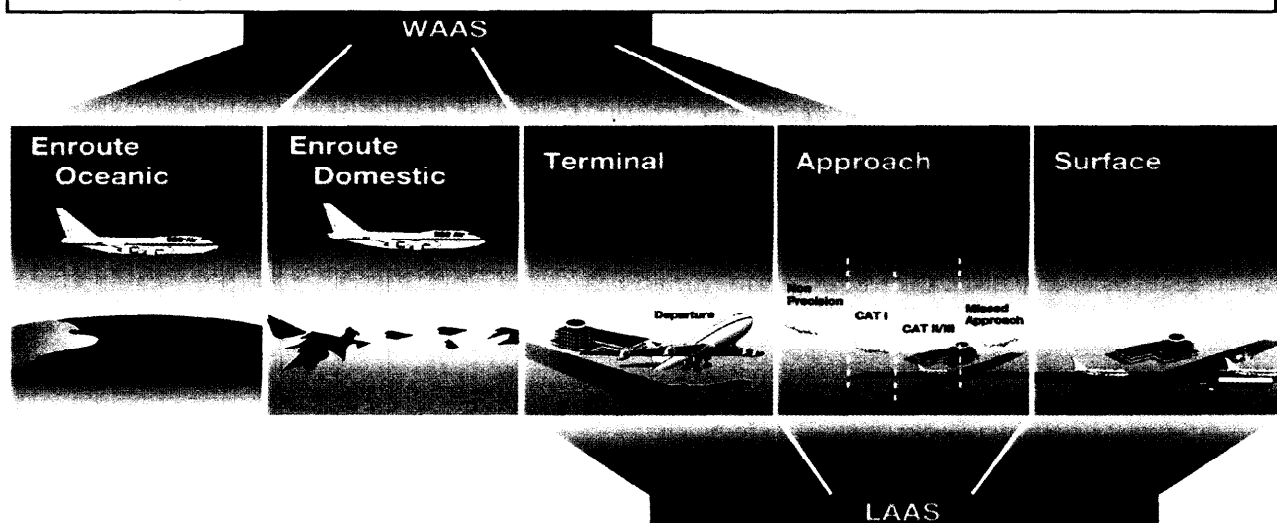 WAAS
Enroute
Oceanic
Enroute
Domestic
Terminal
Approach
Surface
Departure
Non
Precision
CAT I
CAT II/III
Missed
Approach
LAAS